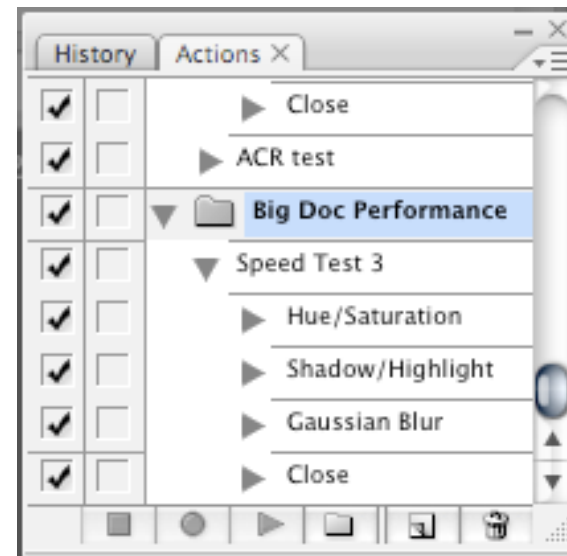 History Actions
Close
ACR test
Big Doc Performance
Speed Test 3
Hue/Saturation
Shadow/Highlight
Gaussian Blur
Close